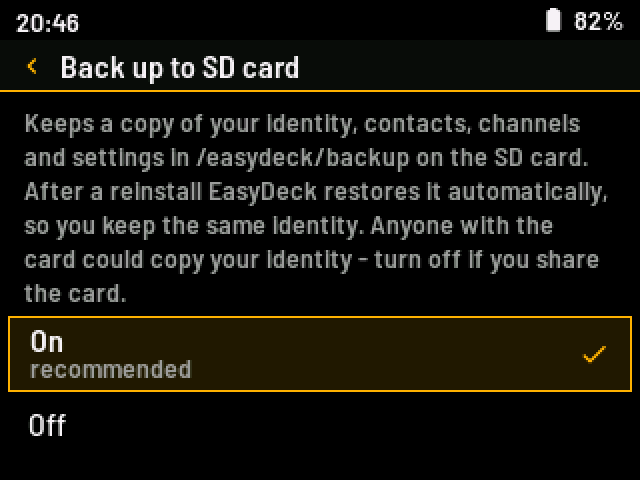 20:46
82%
Back up to SD card
Keeps a copy of your identity, contacts, channels
and settings in /easydeck/backup on the SD card.
After a reinstall EasyDeck restores it automatically,
so you keep the same identity. Anyone with the
card could copy your identity - turn off if you share
the card.
On
recommended
Off